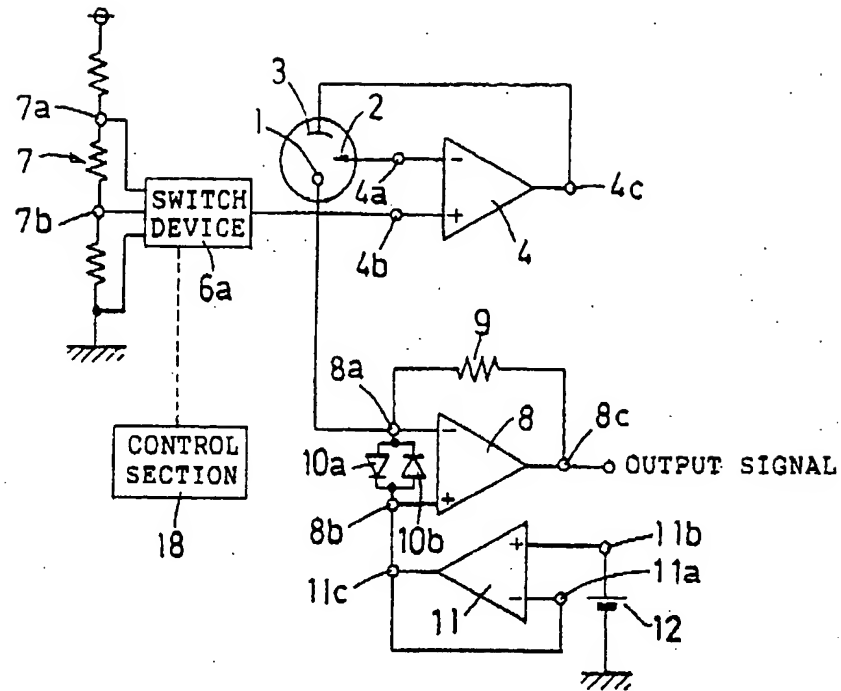 3
2
1
7a
7
7b
SWITCH
DEVICE
6a
4a
-
4b
+
4
4c
9
8a
-
8
8c
OUTPUT SIGNAL
CONTROL
SECTION
18
10a
8b
+
10b
11c
+
11b
11a
11
-
12